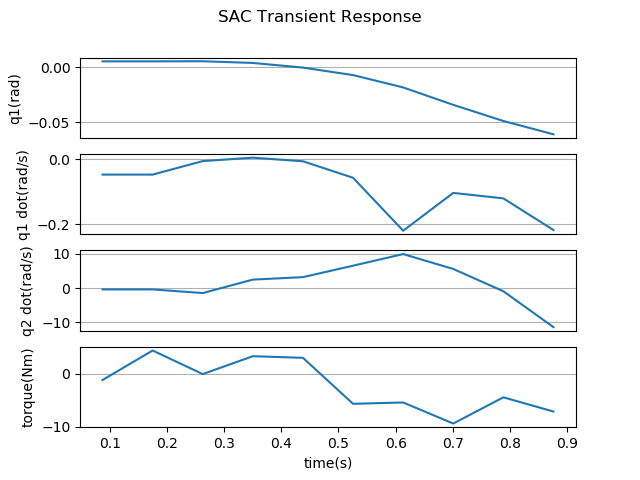 SAC Transient Response
q1(rad)
0.00
−0.05
q1 dot(rad/s)
0.0
−0.2
q2 dot(rad/s)
10
0
−10
torque(Nm)
0
−10
0.1 0.2 0.3 0.4 0.5 0.6 0.7 0.8 0.9
time(s)